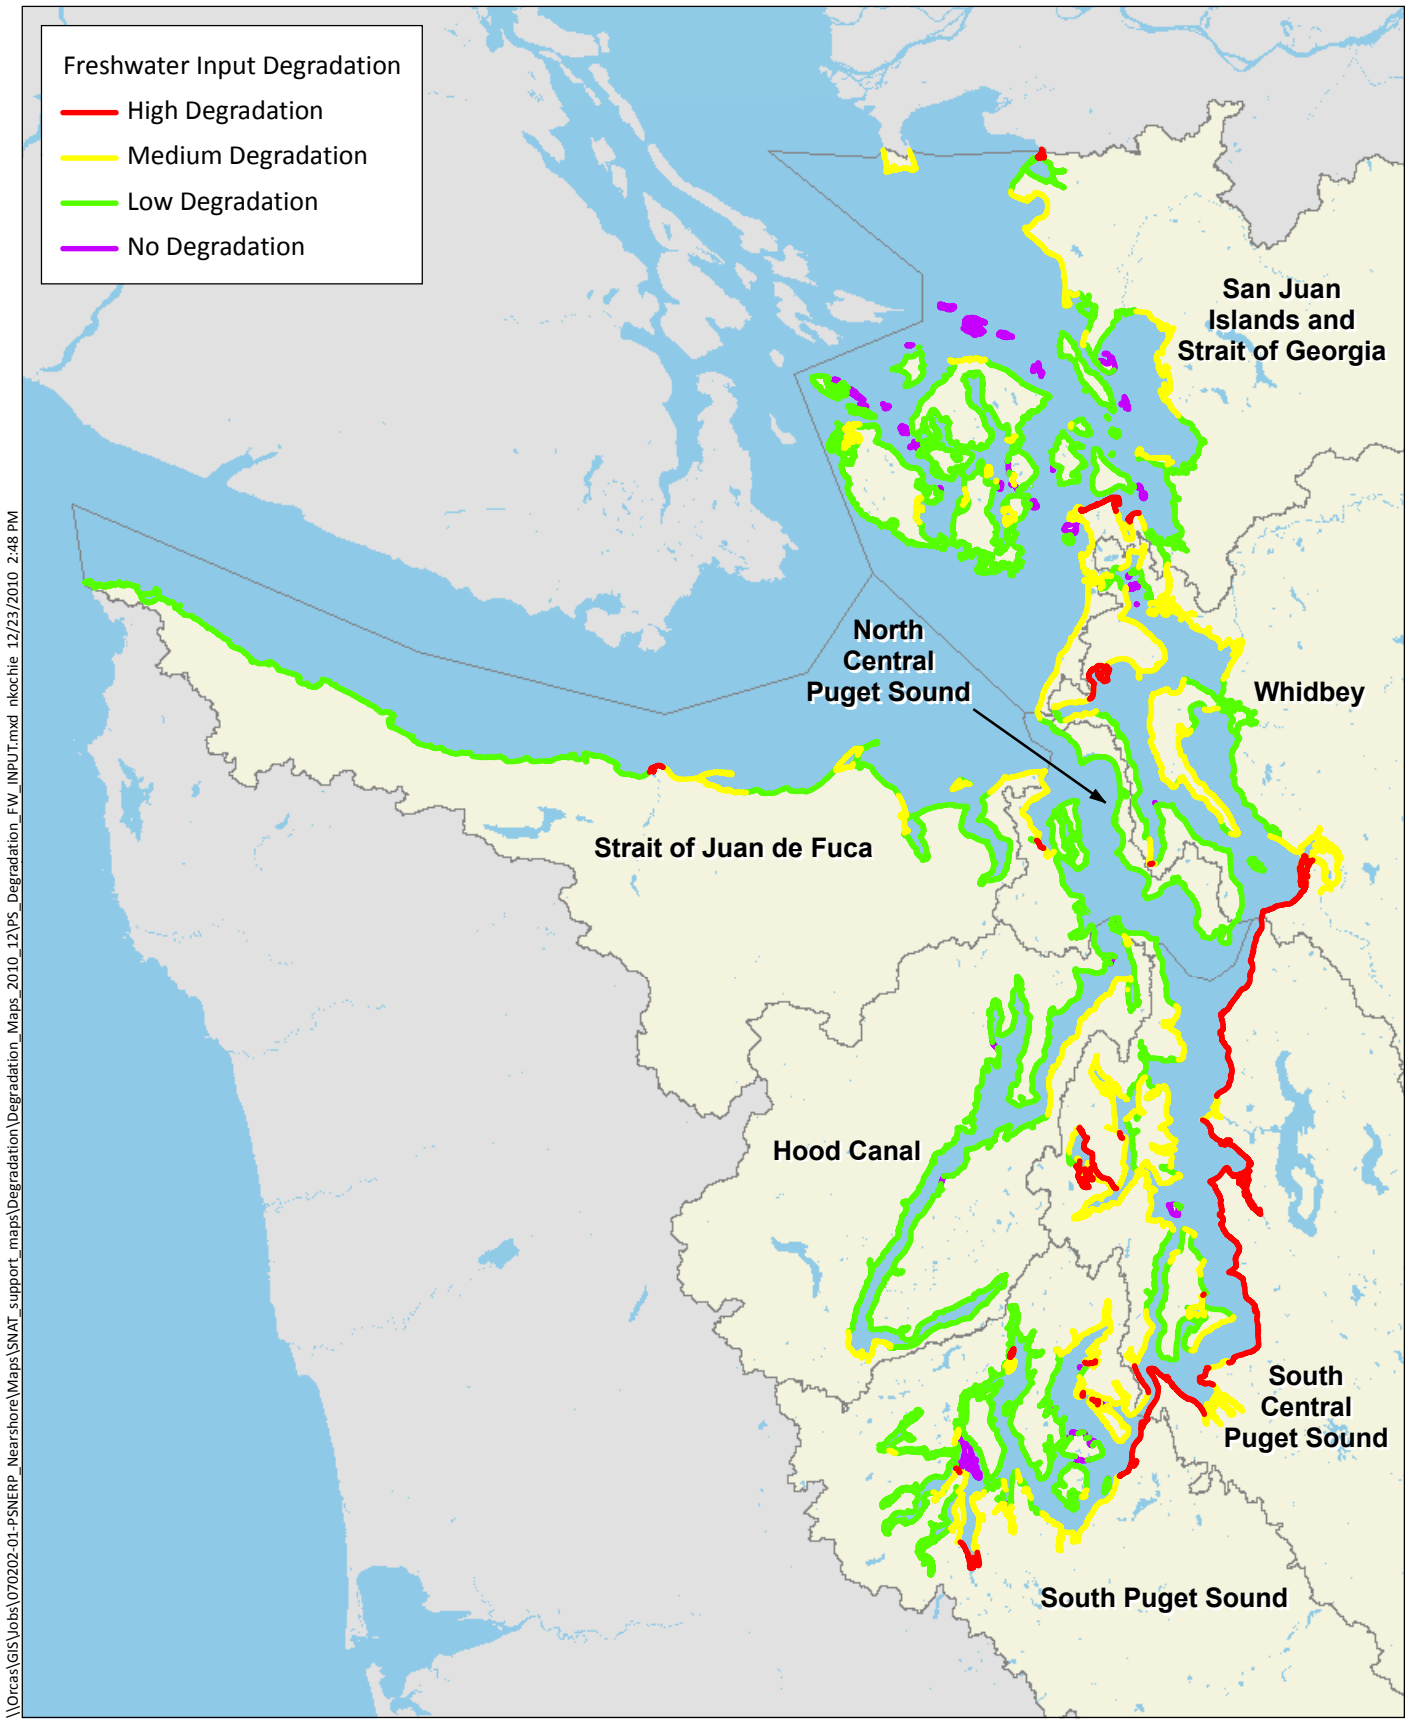 Freshwater Input Degradation
High Degradation
Medium Degradation
Low Degradation
No Degradation
San Juan
Islands and
Strait of Georgia
North
Central
Puget Sound
Whidbey
Strait of Juan de Fuca
Hood Canal
South
Central
Puget Sound
South Puget Sound
\\Orcas\GIS\Jobs\070202-01-PSNERP_Nearshore\Maps\SNAT_support_maps\Degradation\Degradation_Maps_2010_12\PS_Degradation_FW_INPUT.mxd nkochie 12/23/2010 2:48 PM